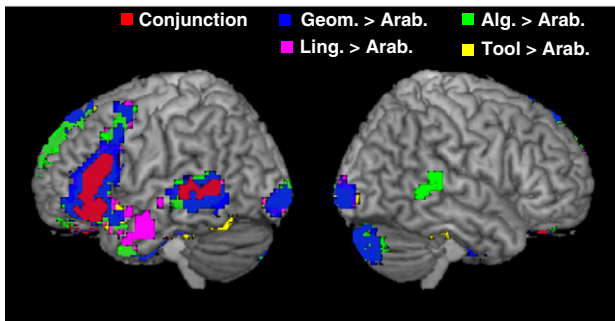 Conjunction Geom. > Arab. Alg. > Arab.
Ling. > Arab. Tool > Arab.